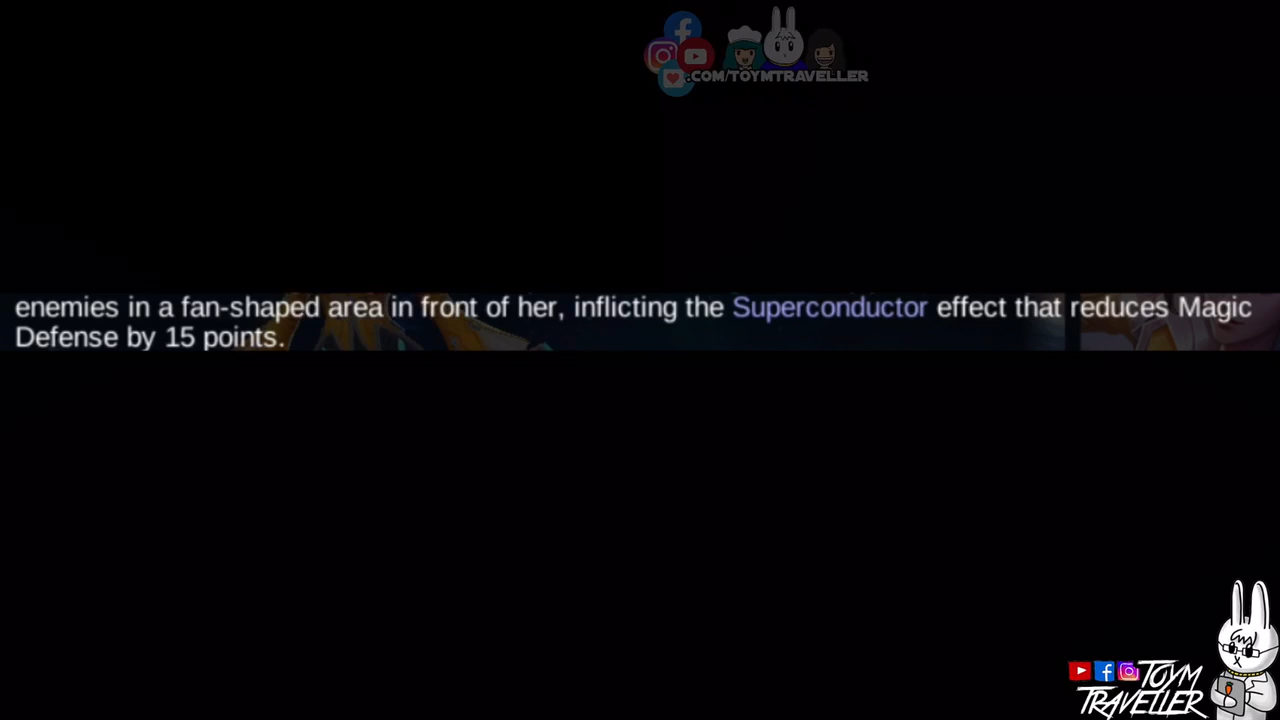 :.COM/TOYMTRAVELLER
enemies in a fan-shaped area in front of her, inflicting the Superconductor effect that reduces Magic
Defense by 15 points.
TOYM
TRAVELLER